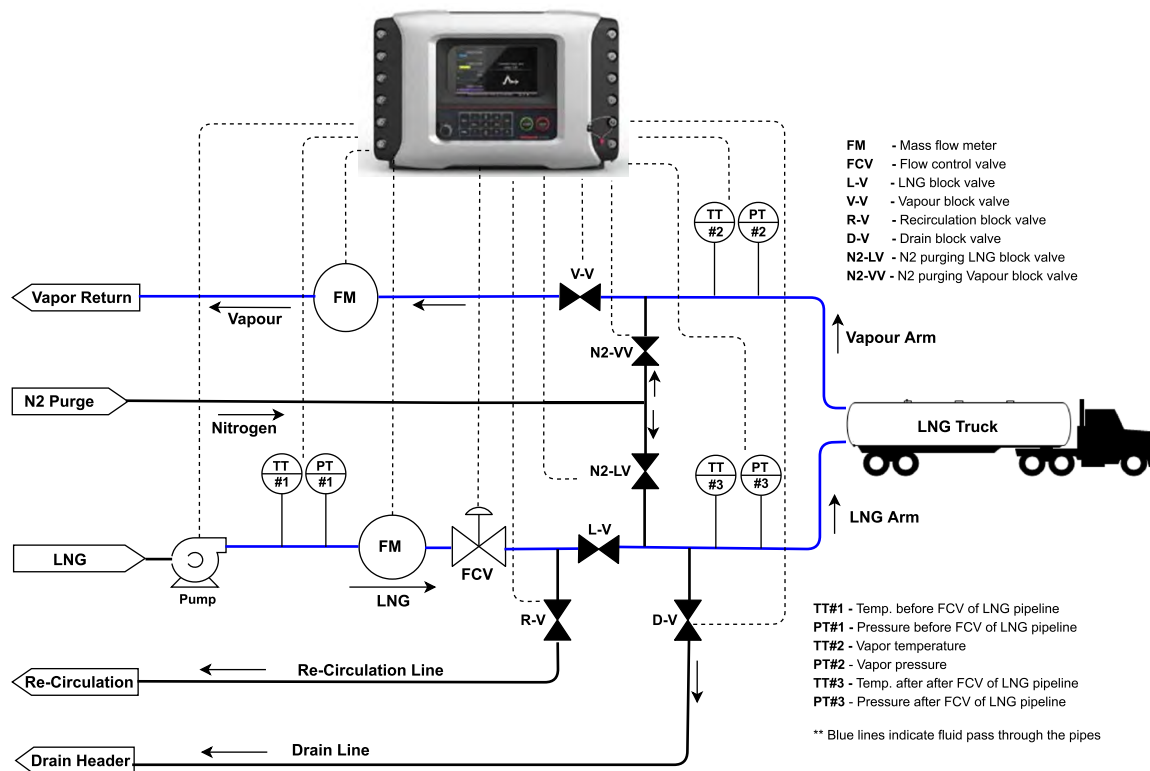 FM - Mass flow meter
FCV - Flow control valve
L-V - LNG block valve
V-V - Vapour block valve
R-V - Recirculation block valve
D-V - Drain block valve
N2-LV - N2 purging LNG block valve
N2-VV - N2 purging Vapour block valve
TT
#2
PT
#2
V-V
Vapor Return
FM
Vapour
N2-VV
Vapour Arm
N2 Purge
Nitrogen
LNG Truck
TT
#1
PT
#1
N2-LV
TT
#3
PT
#3
LNG Arm
L-V
LNG
FM
FCV
Pump
LNG
R-V
D-V
TT#1 - Temp. before FCV of LNG pipeline
PT#1 - Pressure before FCV of LNG pipeline
TT#2 - Vapor temperature
PT#2 - Vapor pressure
TT#3 - Temp. after after FCV of LNG pipeline
PT#3 - Pressure after FCV of LNG pipeline
Re-Circulation Line
Re-Circulation
** Blue lines indicate fluid pass through the pipes
Drain Line
Drain Header